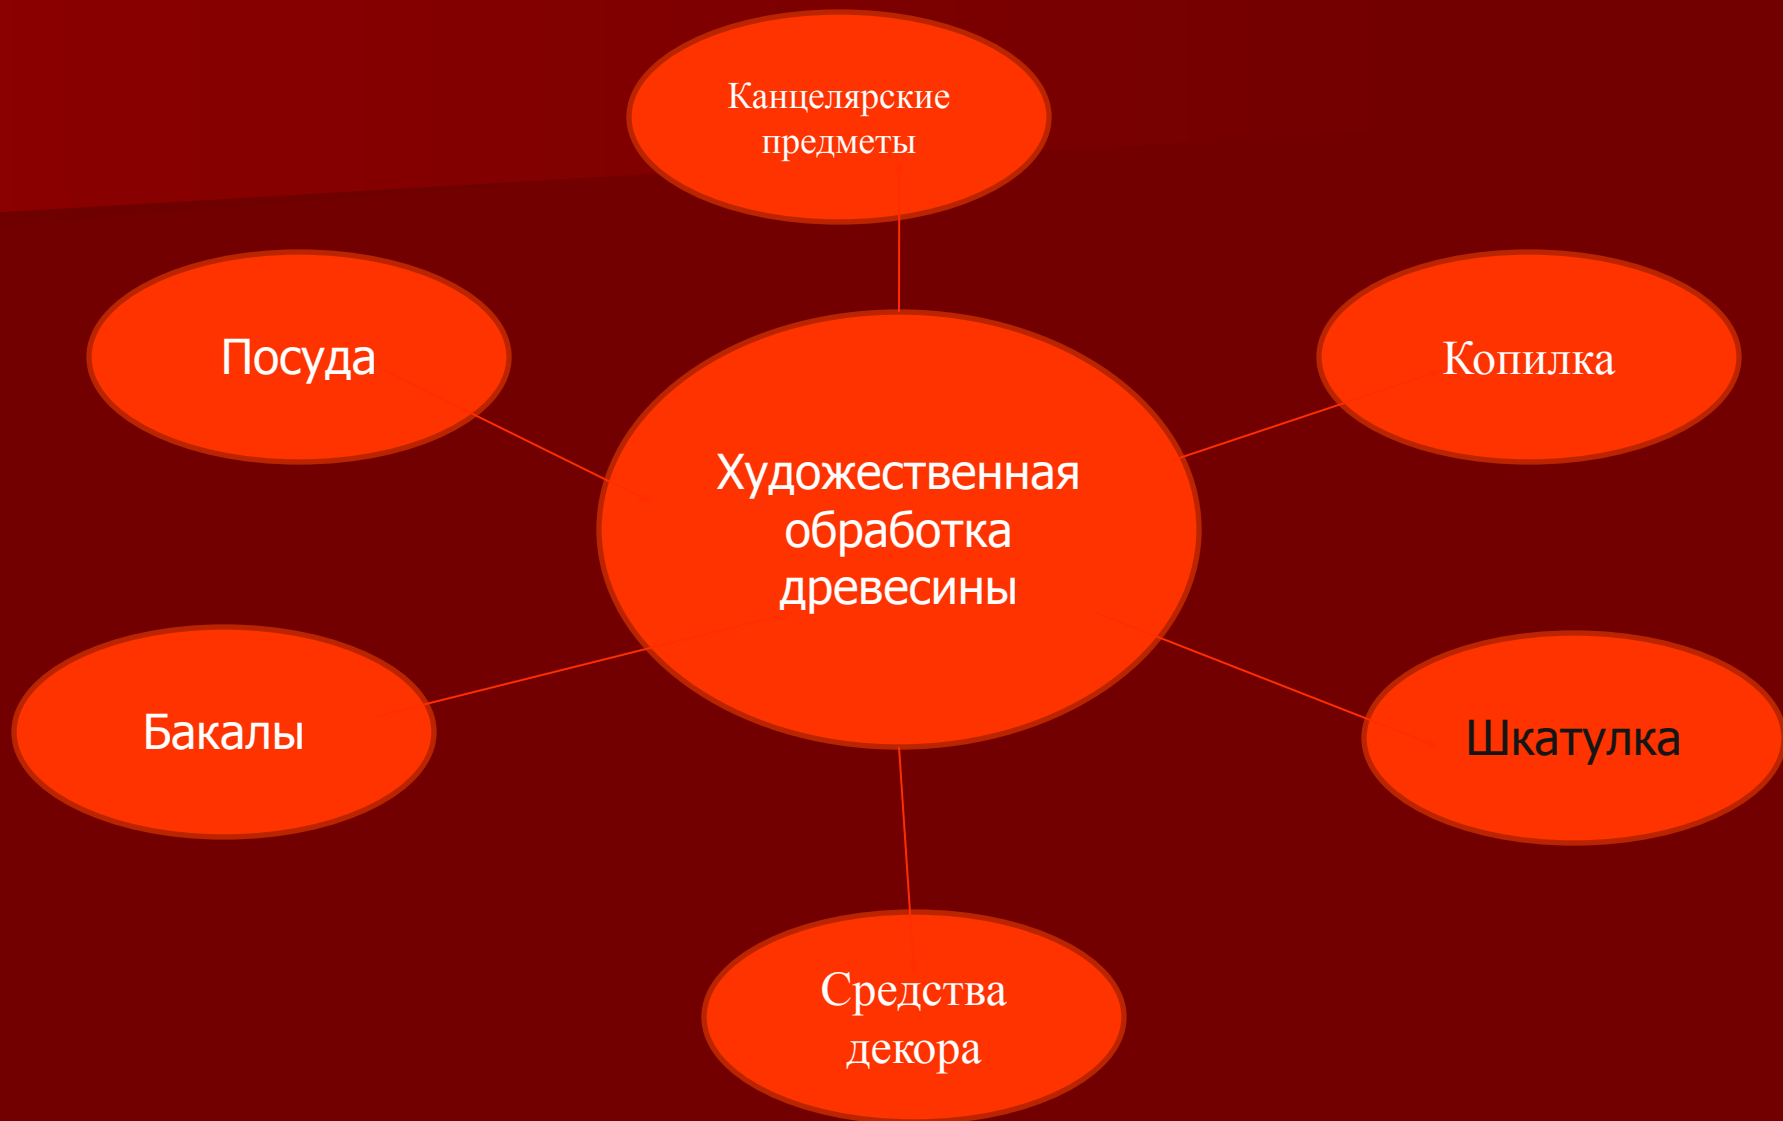 Канцелярские
предметы
Посуда
Копилка
Художественная
обработка
древесины
Бакалы
Шкатулка
Средства
декора